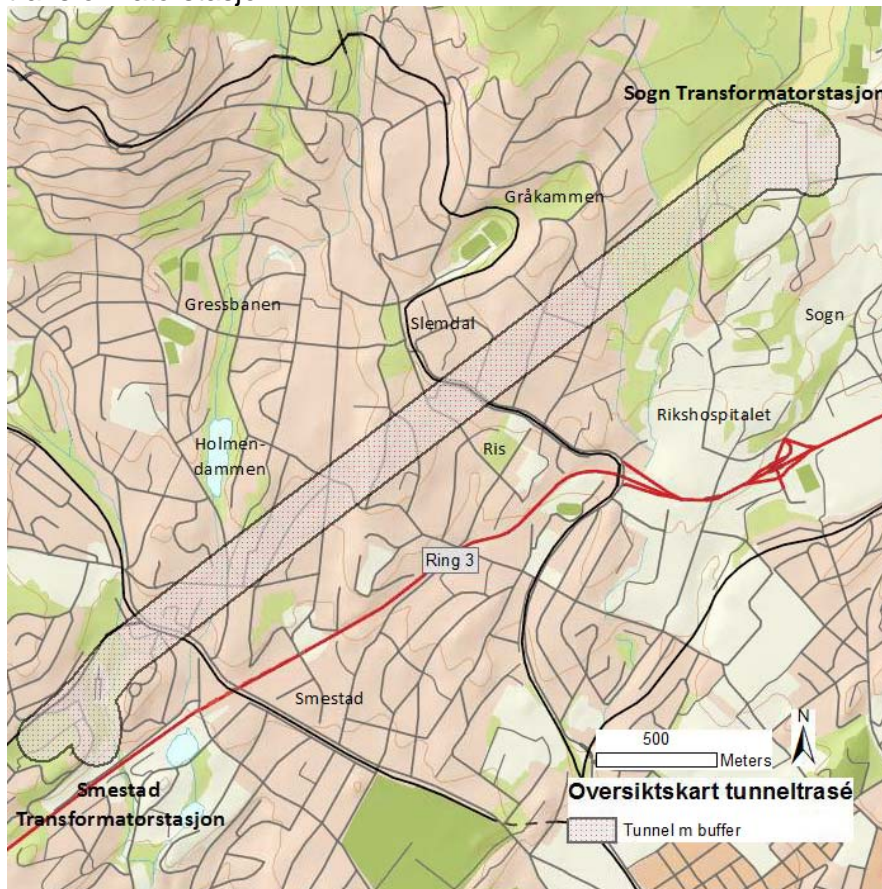 Sogn Transformatorstasjon
Gråkammen
Gressbanen
Slemdal
Sogn
Rikshospitalet
Holmen-
dammen
Ris
Ring 3
Smestad
N
500
Meters
Smestad
Transformatorstasjon
Oversiktskart tunneltrasé
Tunnel m buffer